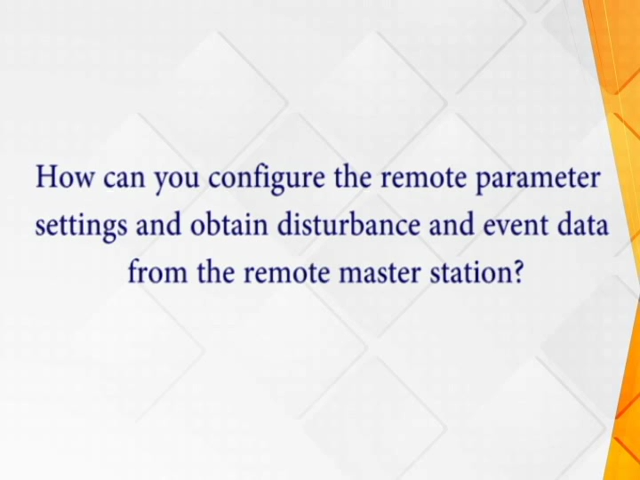 How can you configure the remote parameter
settings and obtain disturbance and event data
from the remote master station?